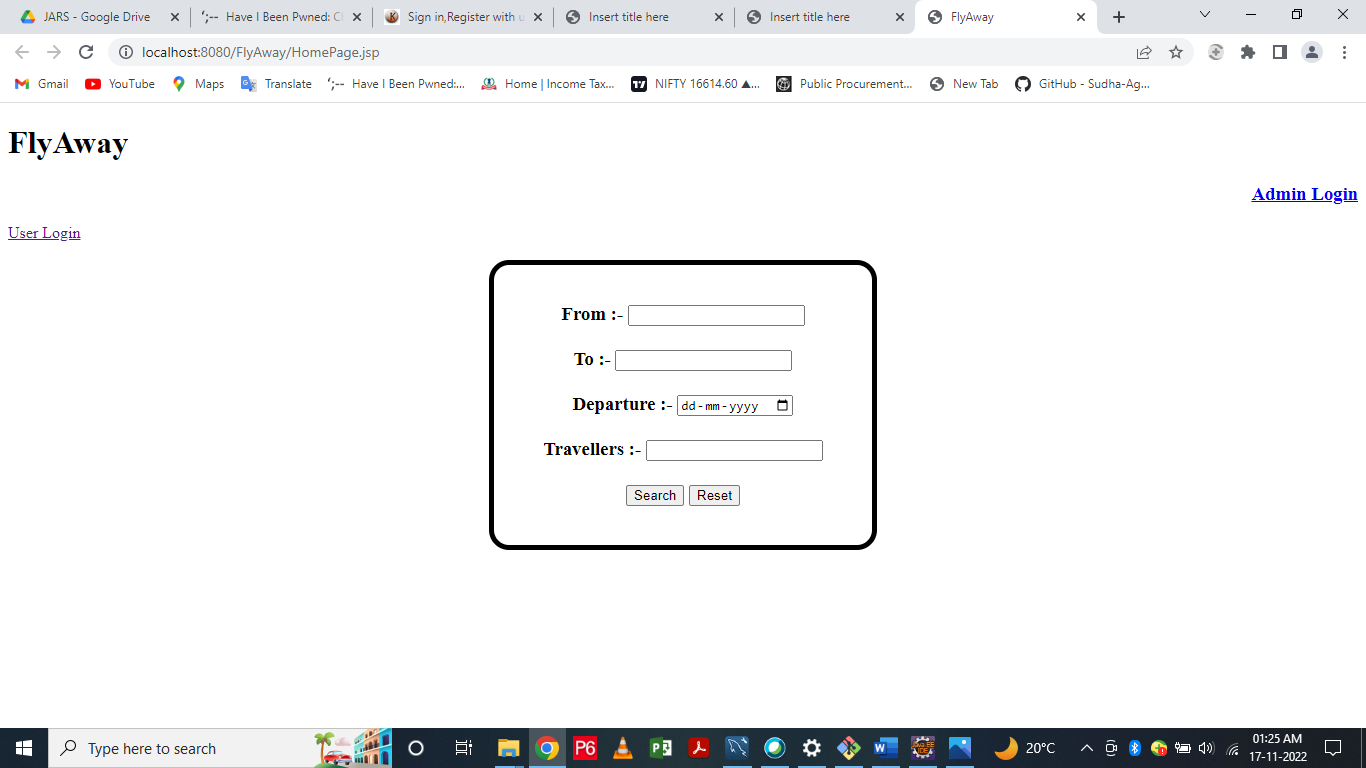 JARS - Google Drive
Have I Been Pwned: C
Sign in,Register with u
Insert title here
Insert title here
FlyAway
localhost:8080/FlyAway/HomePage.jsp
Gmail
YouTube
Maps
Translate
Have I Been Pwned:...
Home | Income Tax...
NIFTY 16614.60 ▲...
Public Procurement...
New Tab
GitHub - Sudha-Ag...
FlyAway
Admin Login
User Login
From :-
To :-
Departure :- dd-mm-yyyy
Travellers :-
Search Reset
Type here to search
P6
20°C
01:25 AM
17-11-2022